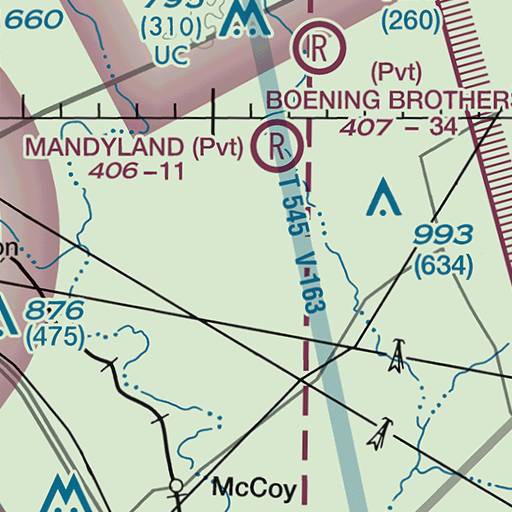 660
(310)
UC
(260)
R
(Pvt)
BOENING BROTHERS
407 - 34
MANDYLAND (Pvt)
406 - 11
R
T 545 V-163
993
(634)
876
(475)
McCoy